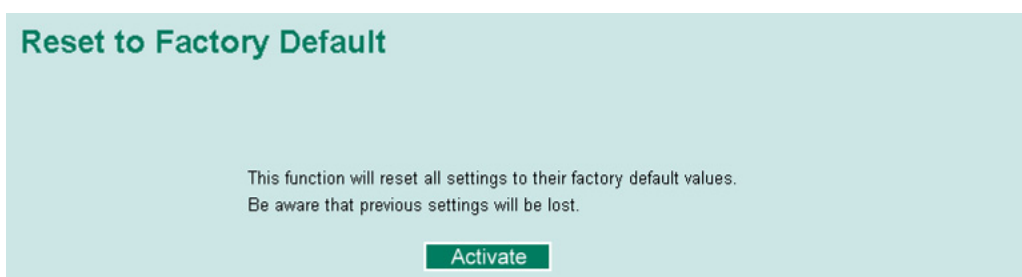 Reset to Factory Default
This function will reset all settings to their factory default values.
Be aware that previous settings will be lost.
Activate